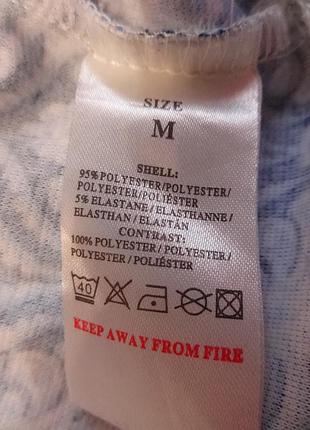 SIZE
M
SHELL:
95% POLYESTER/POLYESTER/
POLYESTER/POLIÉSTER
5% ELASTANE/ELASTHANNE/
ELASTHAN/ELASTÁN
CONTRAST:
100% POLYESTER/POLYESTER/
POLYESTER/POLIÉSTER
40
KEEP AWAY FROM FIRE